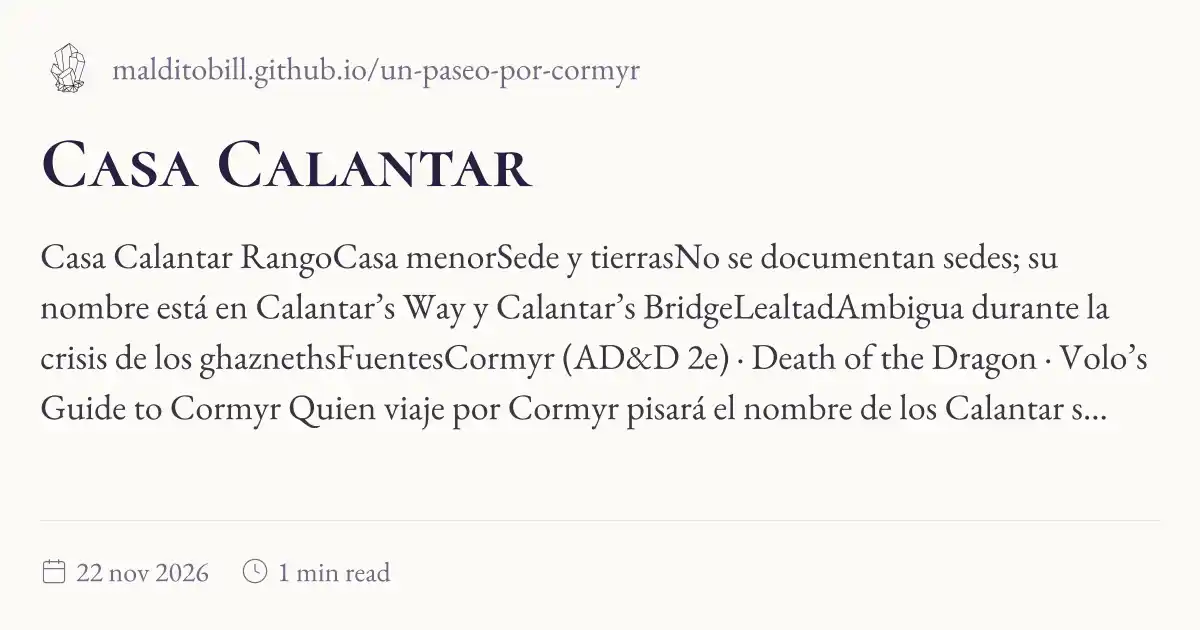 malditobill.github.io/un-paseo-por-cormyr
Casa Calantar
Casa Calantar RangoCasa menorSede y tierrasNo se documentan sedes; su
nombre está en Calantar’s Way y Calantar’s BridgeLealtadAmbigua durante la
crisis de los ghaznethsFuentesCormyr (AD&D 2e) · Death of the Dragon · Volo’s
Guide to Cormyr Quien viaje por Cormyr pisará el nombre de los Calantar s...
22 nov 2026
1 min read